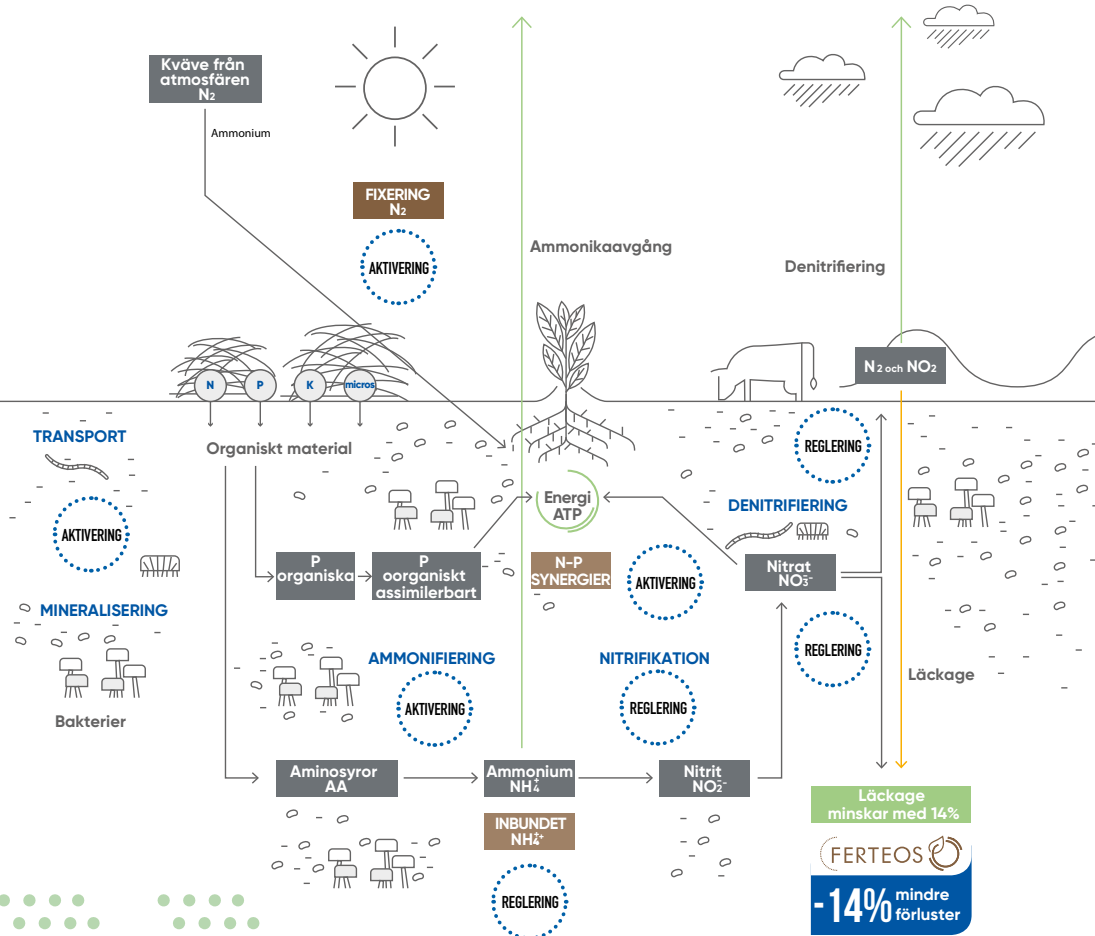 Kväve från
atmosfären
N₂
Ammonium
FIXERING
N₂
AKTIVERING
Ammonikaavgång
Denitrifiering
N₂ och NO₂
N
P
K
micros
TRANSPORT
Organiskt material
REGLERING
AKTIVERING
Energi
ATP
DENITRIFIERING
P
organiska
P
oorganiskt
assimilerbart
N-P
SYNERGIER
AKTIVERING
Nitrat
NO₃⁻
MINERALISERING
REGLERING
AMMONIFIERING
NITRIFIKATION
Läckage
AKTIVERING
REGLERING
Bakterier
Aminosyror
AA
Ammonium
NH₄⁺
Nitrit
NO₂⁻
Läckage
minskar med 14%
INBUNDET
NH₄⁺
FERTEOS
REGLERING
-14% mindre
förluster